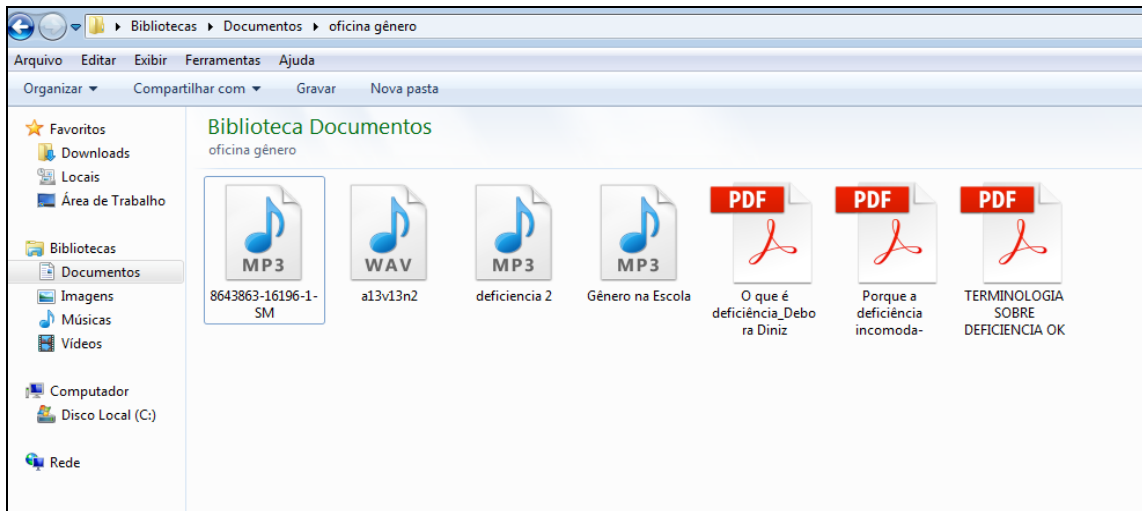 Bibliotecas Documentos oficina gênero
Arquivo Editar Exibir Ferramentas Ajuda
Organizar Compartilhar com Gravar Nova pasta
Favoritos
Downloads
Locais
Área de Trabalho
Bibliotecas
Documentos
Imagens
Músicas
Vídeos
Computador
Disco Local (C:)
Rede
Biblioteca Documentos
oficina gênero
MP3
8643863-16196-1-
SM
WAV
a13v13n2
MP3
deficiencia 2
MP3
Gênero na Escola
PDF
O que é
deficiência_Debo
ra Diniz
PDF
Porque a
deficiência
incomoda-
PDF
TERMINOLOGIA
SOBRE
DEFICIENCIA OK